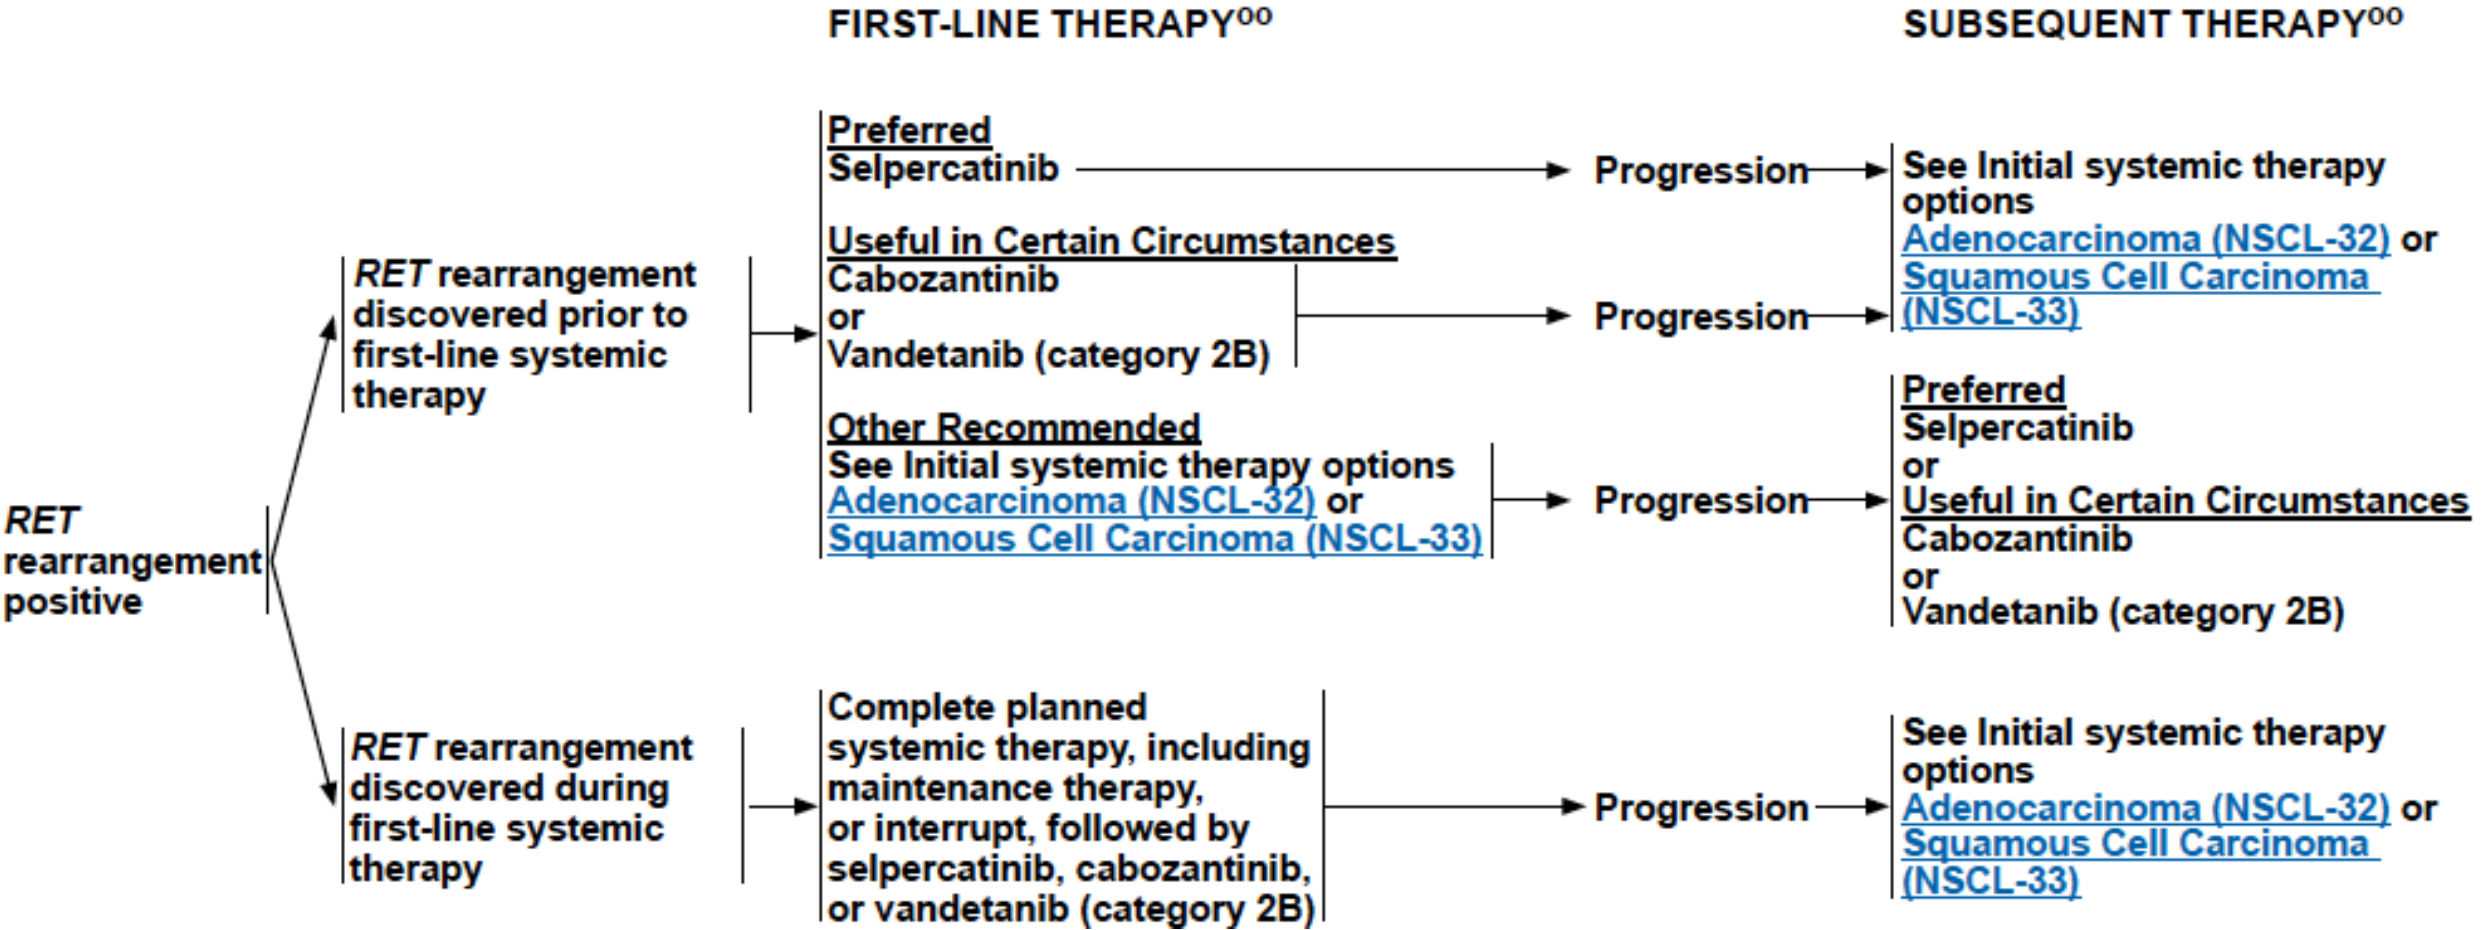 FIRST-LINE THERAPYᴼᴼ
SUBSEQUENT THERAPYᴼᴼ
RET
rearrangement
positive
RET rearrangement
discovered prior to
first-line systemic
therapy
Preferred
Selpercatinib
Useful in Certain Circumstances
Cabozantinib
or
Vandetanib (category 2B)
Other Recommended
See Initial systemic therapy options
Adenocarcinoma (NSCL-32) or
Squamous Cell Carcinoma (NSCL-33)
Progression
Progression
See Initial systemic therapy
options
Adenocarcinoma (NSCL-32) or
Squamous Cell Carcinoma
(NSCL-33)
Progression
Preferred
Selpercatinib
or
Useful in Certain Circumstances
Cabozantinib
or
Vandetanib (category 2B)
RET rearrangement
discovered during
first-line systemic
therapy
Complete planned
systemic therapy, including
maintenance therapy,
or interrupt, followed by
selpercatinib, cabozantinib,
or vandetanib (category 2B)
Progression
See Initial systemic therapy
options
Adenocarcinoma (NSCL-32) or
Squamous Cell Carcinoma
(NSCL-33)